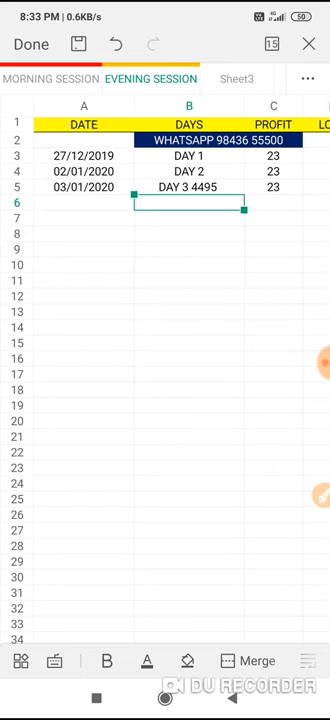 8:33 PM | 0.6KB/s 4G 50
Done 15
MORNING SESSION EVENING SESSION Sheet3
A B C
1 DATE DAYS PROFIT LO
2 WHATSAPP 98436 55500
3 27/12/2019 DAY 1 23
4 02/01/2020 DAY 2 23
5 03/01/2020 DAY 3 4495 23
6
7
8
9
10
11
12
13
14
15
16
17
18
19
20
21
22
23
24
25
26
27
28
29
30
31
32
33
34
B A Merge
DU RECORDER